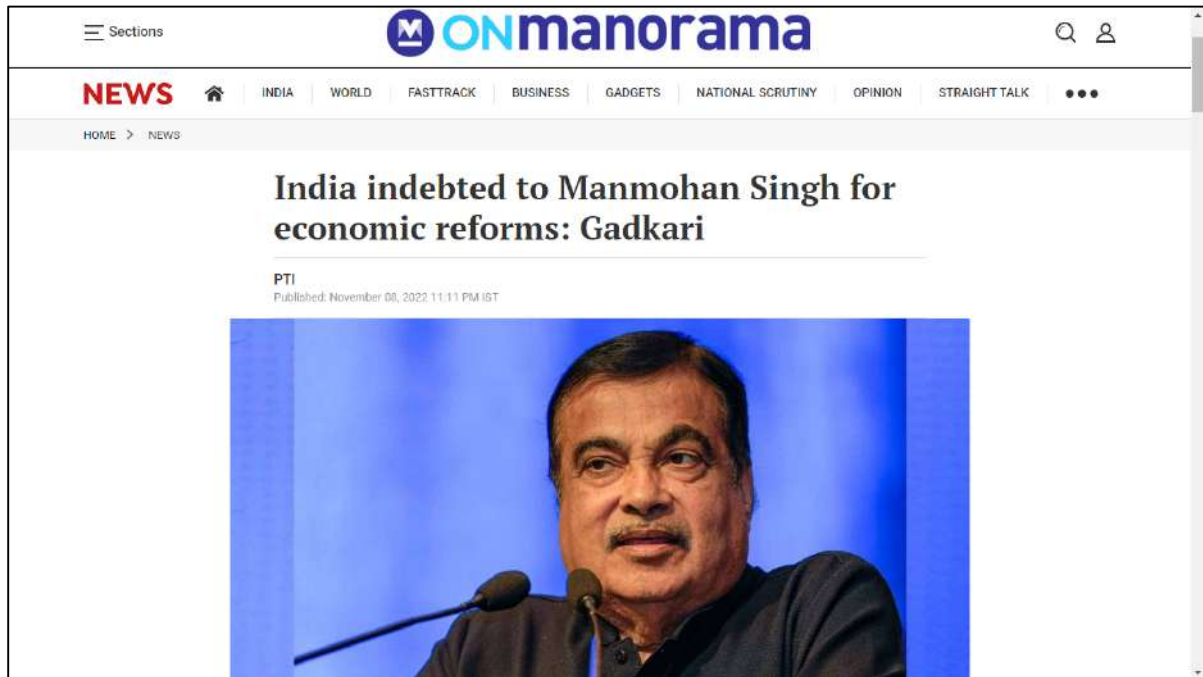 Sections
ONmanorama
NEWS
INDIA
WORLD
FASTTRACK
BUSINESS
GADGETS
NATIONAL SCRUTINY
OPINION
STRAIGHT TALK
HOME > NEWS
India indebted to Manmohan Singh for
economic reforms: Gadkari
PTI
Published: November 08, 2022 11:11 PM IST